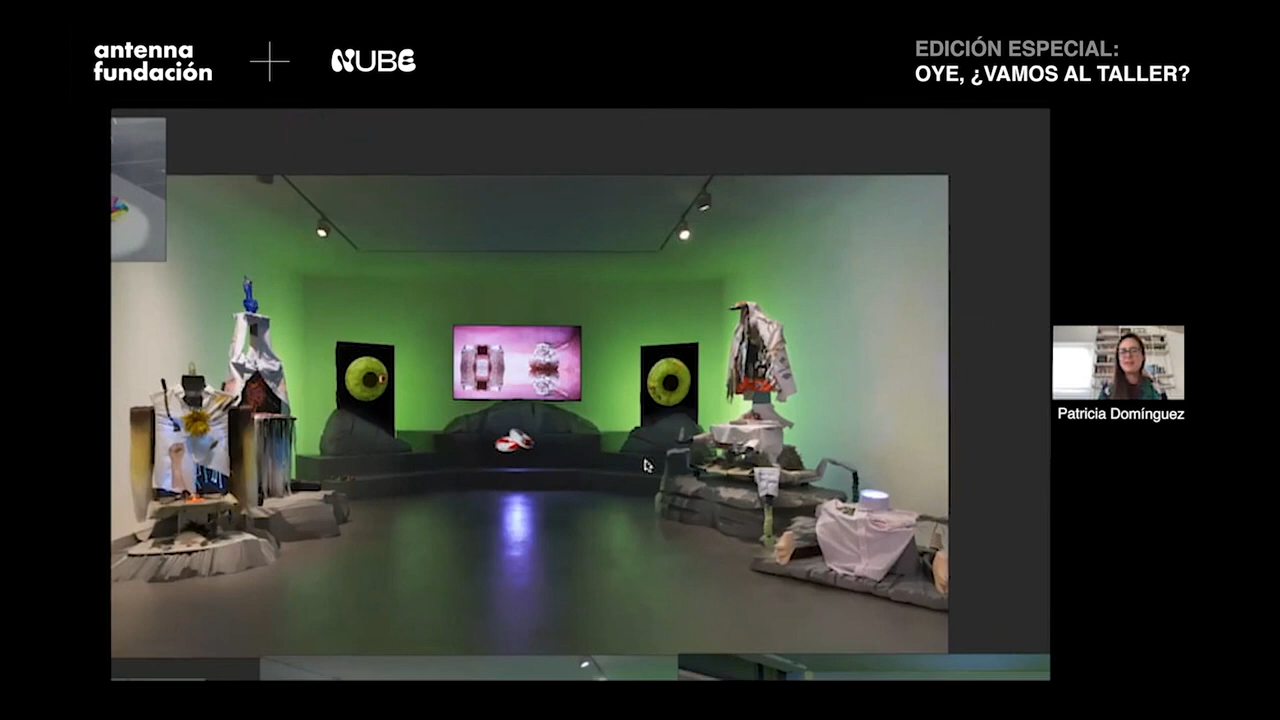 antenna
fundación
NUBE
EDICIÓN ESPECIAL:
OYE, ¿VAMOS AL TALLER?
Patricia Domínguez